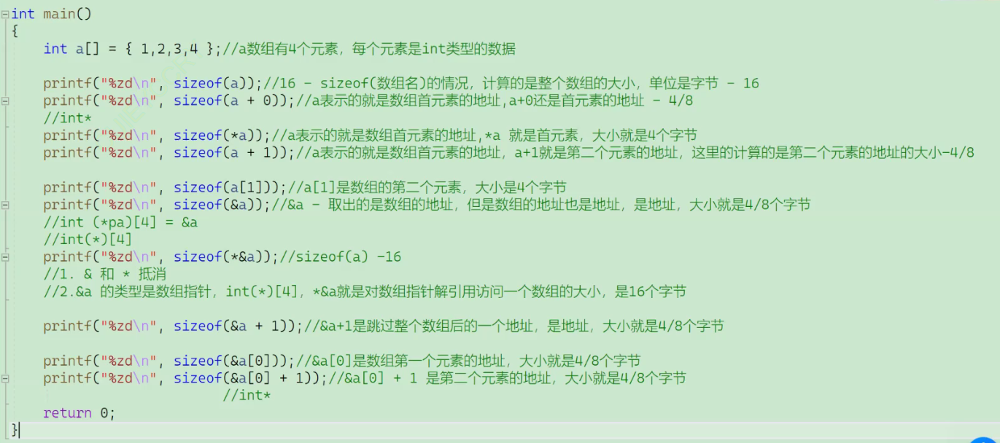 int main()
{
int a[] = { 1,2,3,4 };//a数组有4个元素，每个元素是int类型的数据
printf("%zd\n", sizeof(a));//16 - sizeof(数组名)的情况，计算的是整个数组的大小，单位是字节 - 16
printf("%zd\n", sizeof(a + 0));//a表示的就是数组首元素的地址,a+0还是首元素的地址 - 4/8
//int*
printf("%zd\n", sizeof(*a));//a表示的就是数组首元素的地址,*a 就是首元素，大小就是4个字节
printf("%zd\n", sizeof(a + 1));//a表示的就是数组首元素的地址，a+1就是第二个元素的地址，这里的计算的是第二个元素的地址的大小-4/8
printf("%zd\n", sizeof(a[1]));//a[1]是数组的第二个元素，大小是4个字节
printf("%zd\n", sizeof(&a));//&a - 取出的是数组的地址，但是数组的地址也是地址，是地址，大小就是4/8个字节
//int (*pa)[4] = &a
//int(*)[4]
printf("%zd\n", sizeof(*&a));//sizeof(a) -16
//1. & 和 * 抵消
//2.&a 的类型是数组指针，int(*)[4]，*&a就是对数组指针解引用访问一个数组的大小，是16个字节
printf("%zd\n", sizeof(&a + 1));//&a+1是跳过整个数组后的一个地址，是地址，大小就是4/8个字节
printf("%zd\n", sizeof(&a[0]));//&a[0]是数组第一个元素的地址，大小就是4/8个字节
printf("%zd\n", sizeof(&a[0] + 1));//&a[0] + 1 是第二个元素的地址，大小就是4/8个字节
//int*
return 0;
}